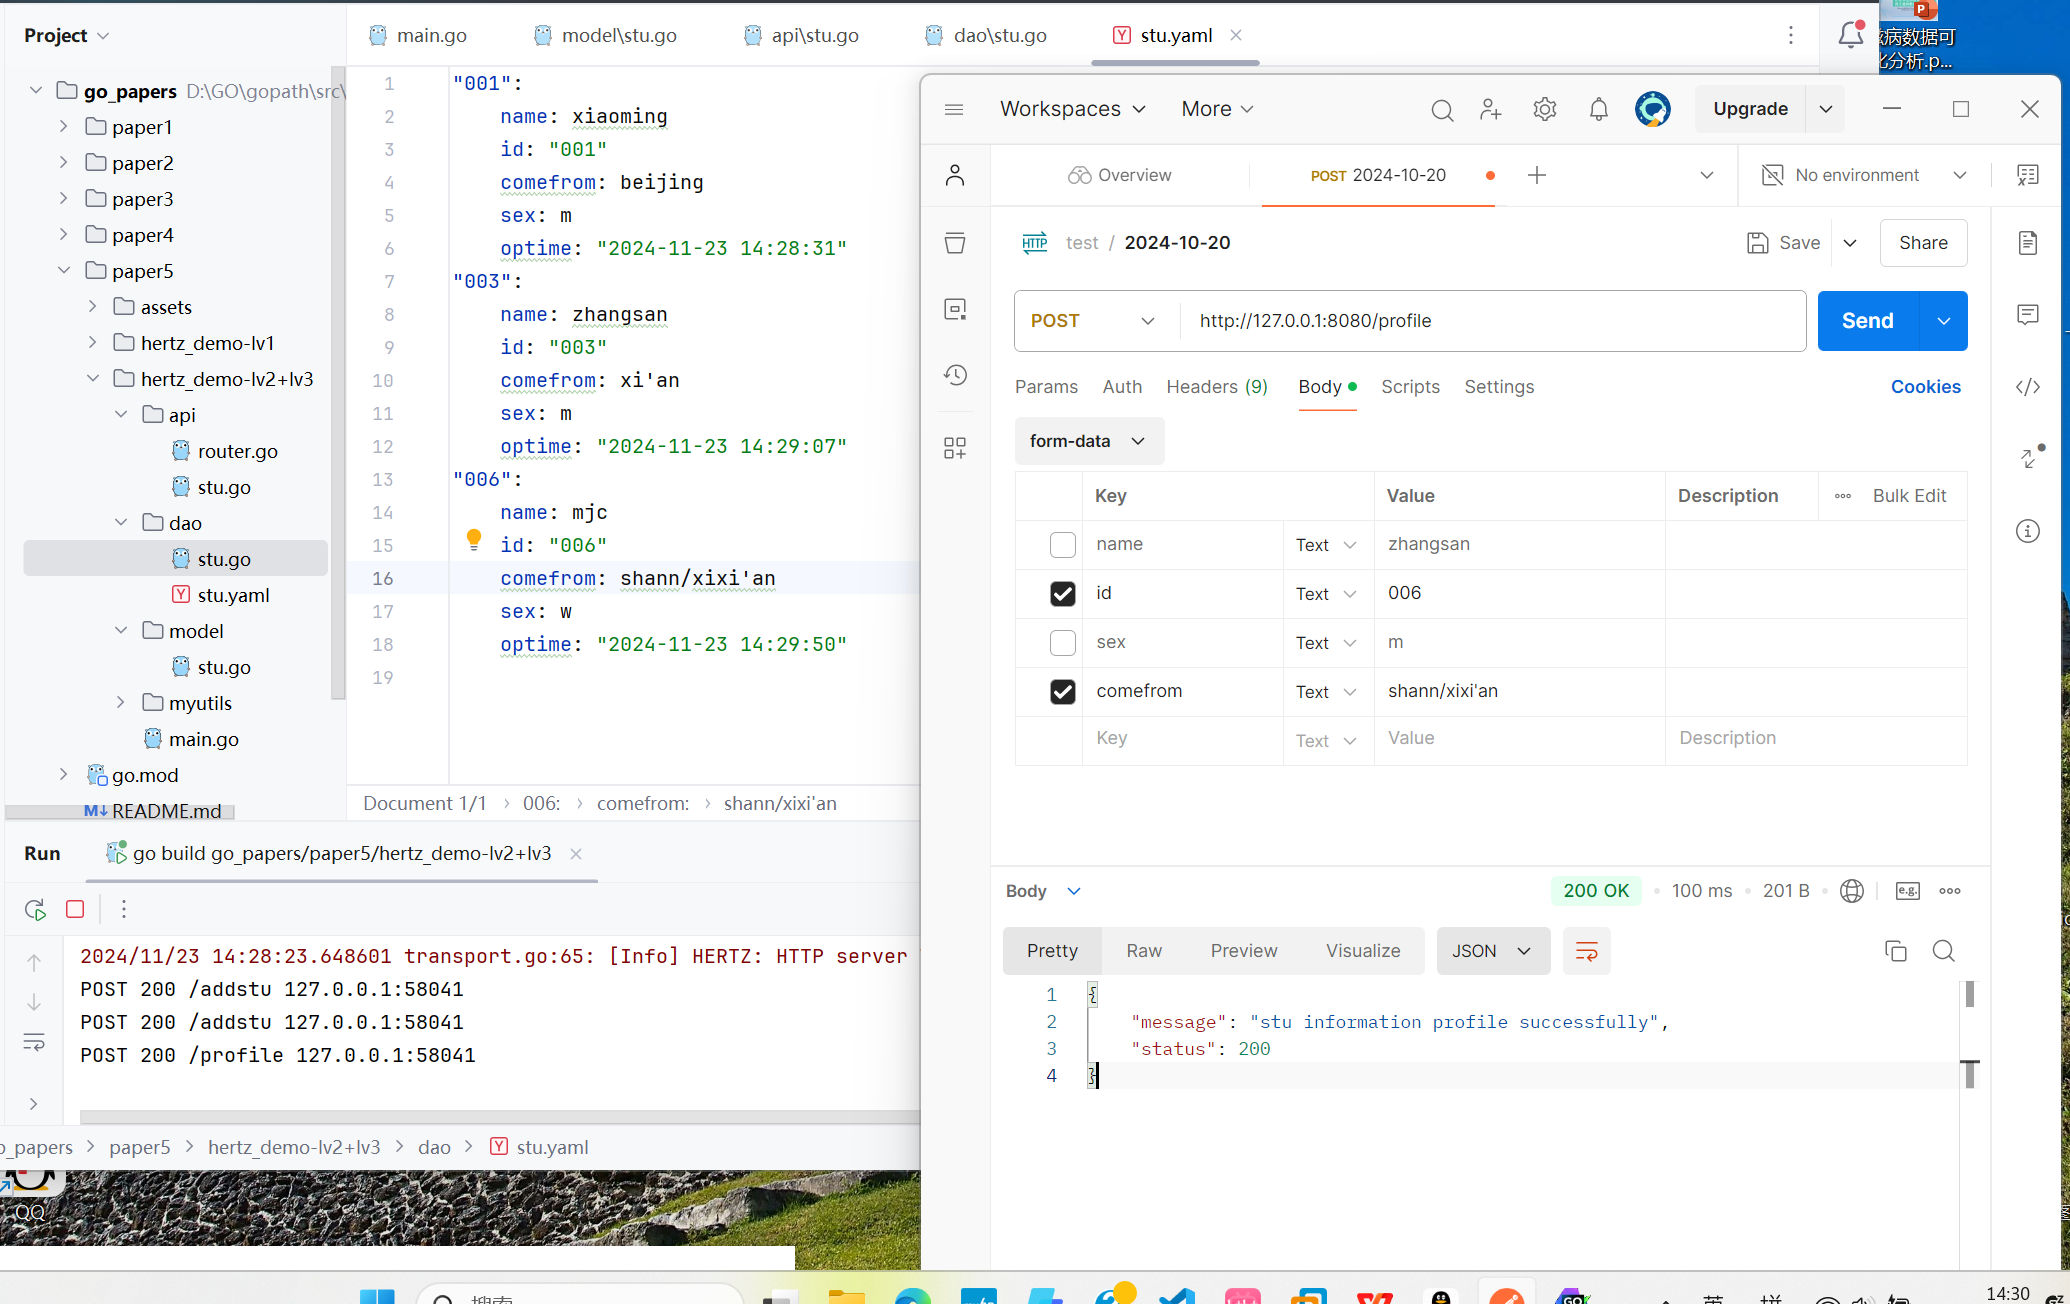 Project
main.go
model\stu.go
api\stu.go
dao\stu.go
stu.yaml
go_papers D:\GO\gopath\src\
paper1
paper2
paper3
paper4
paper5
assets
hertz_demo-lv1
hertz_demo-lv2+lv3
api
router.go
stu.go
dao
stu.go
stu.yaml
model
stu.go
myutils
main.go
go.mod
README.md
1 "001":
2 name: xiaoming
3 id: "001"
4 comefrom: beijing
5 sex: m
6 optime: "2024-11-23 14:28:31"
7 "003":
8 name: zhangsan
9 id: "003"
10 comefrom: xi'an
11 sex: m
12 optime: "2024-11-23 14:29:07"
13 "006":
14 name: mjc
15 id: "006"
16 comefrom: shann/xixi'an
17 sex: w
18 optime: "2024-11-23 14:29:50"
19
Document 1/1 › 006: › comefrom: › shann/xixi'an
Run
go build go_papers/paper5/hertz_demo-lv2+lv3
2024/11/23 14:28:23.648601 transport.go:65: [Info] HERTZ: HTTP server
POST 200 /addstu 127.0.0.1:58041
POST 200 /addstu 127.0.0.1:58041
POST 200 /profile 127.0.0.1:58041
o_papers > paper5 > hertz_demo-lv2+lv3 > dao > stu.yaml
QQ
病数据可
分析.p...
Workspaces
More
Upgrade
Overview
POST 2024-10-20
No environment
HTTP test / 2024-10-20
Save
Share
POST
http://127.0.0.1:8080/profile
Send
Params Auth Headers (9) Body Scripts Settings
Cookies
form-data
Key Value Description Bulk Edit
name Text zhangsan
id Text 006
sex Text m
comefrom Text shann/xixi'an
Key Text Value Description
Body
200 OK 100 ms 201 B e.g.
Pretty Raw Preview Visualize JSON
1 {
2 "message": "stu information profile successfully",
3 "status": 200
4 }
搜索
英
拼
14:30